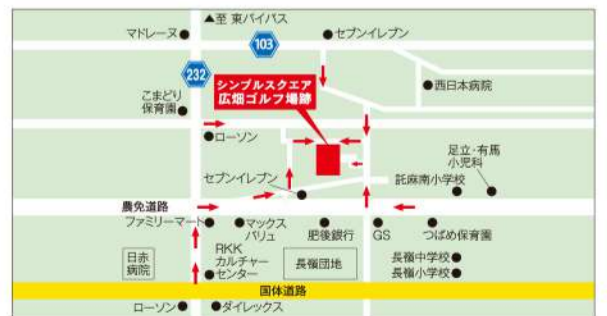 ▲至 東バイパス
マドレーヌ
103
セブンイレブン
232
シンプルスクエア
広畑ゴルフ場跡
西日本病院
こまどり
保育園
ローソン
足立・有馬
小児科
託麻南小学校
セブンイレブン
農免道路
ファミリーマート
マックス
バリュ
肥後銀行
GS
つばめ保育園
日赤
病院
RKK
カルチャー
センター
長嶺団地
長嶺中学校
長嶺小学校
国体道路
ローソン
ダイレックス